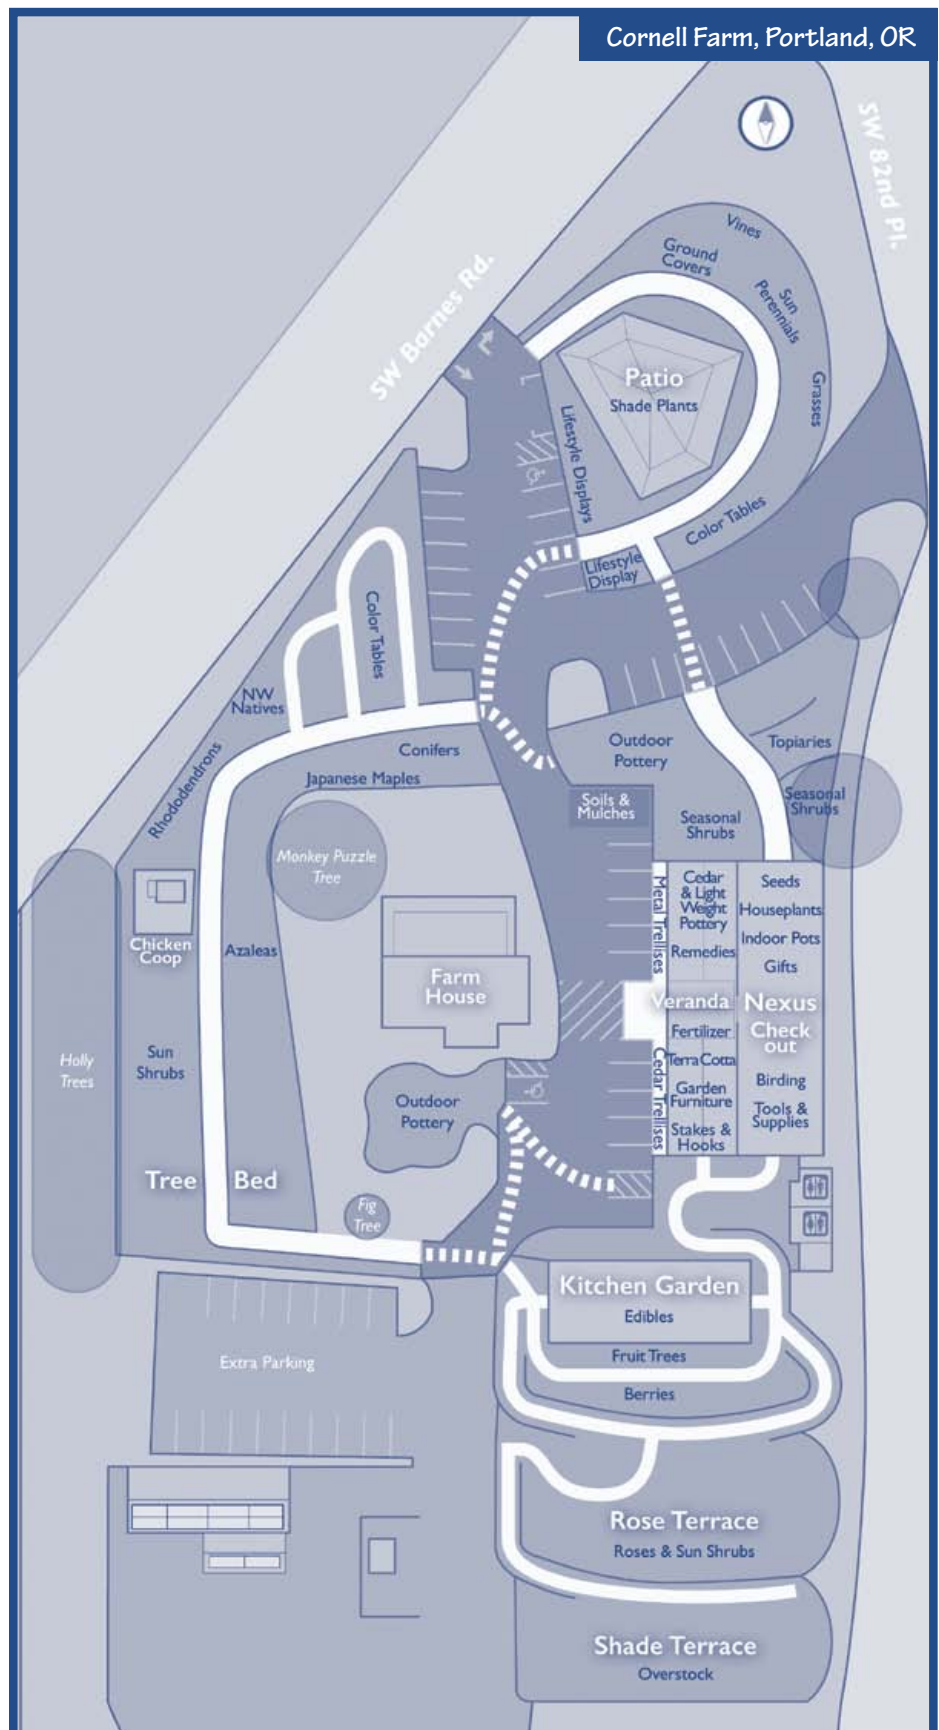 Cornell Farm, Portland, OR
SW 82nd Pl.
SW Barnes Rd.
Vines
Ground
Covers
Sun
Perennials
Grasses
Patio
Shade Plants
Lifestyle Displays
Color Tables
Lifestyle
Display
Color Tables
NW
Natives
Rhododendrons
Conifers
Japanese Maples
Outdoor
Pottery
Topiaries
Soils &
Mulches
Seasonal
Shrubs
Seasonal
Shrubs
Monkey Puzzle
Tree
Chicken
Coop
Azaleas
Farm
House
Metal Trellises
Cedar
& Light
Weight
Pottery
Remedies
Seeds
Houseplants
Indoor Pots
Gifts
Veranda
Nexus
Check
out
Fertilizer
Terra Cotta
Garden
Furniture
Stakes &
Hooks
Cedar Trellises
Birding
Tools &
Supplies
Holly
Trees
Sun
Shrubs
Outdoor
Pottery
Tree Bed
Fig
Tree
Kitchen Garden
Edibles
Fruit Trees
Berries
Extra Parking
Rose Terrace
Roses & Sun Shrubs
Shade Terrace
Overstock